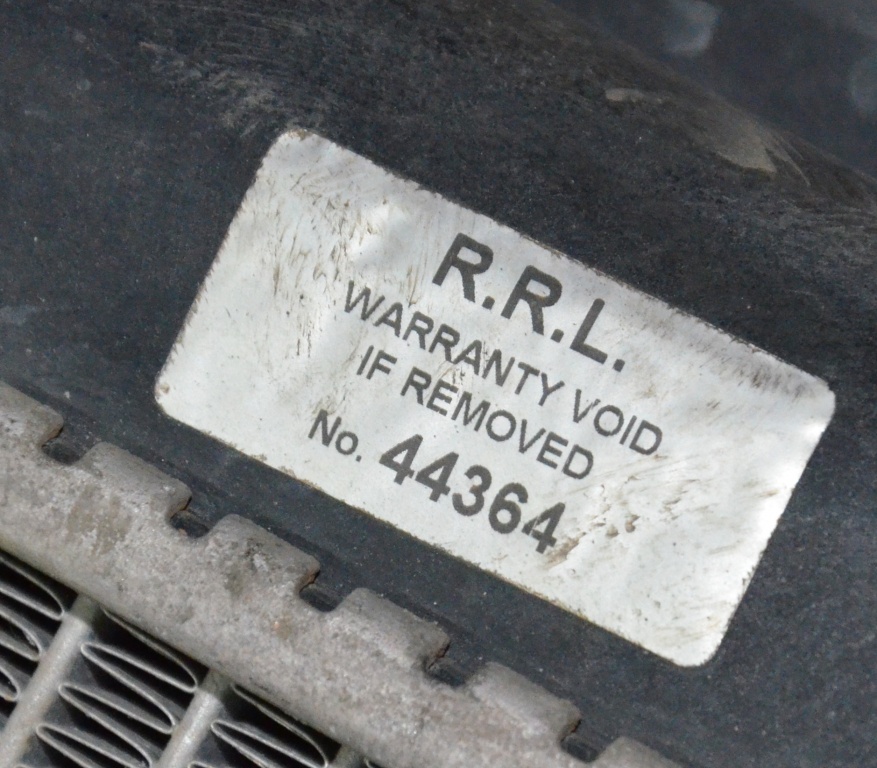 R.R.L.
WARRANTY VOID
IF REMOVED
No. 44364